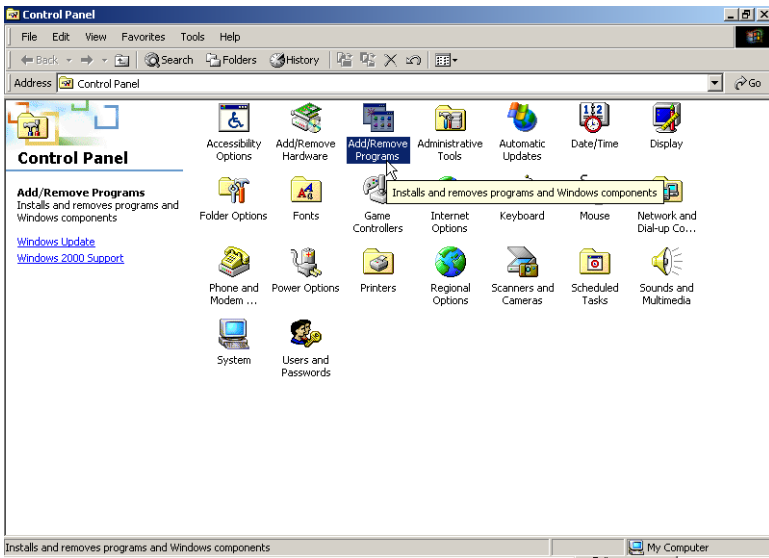 Control Panel
File Edit View Favorites Tools Help
Back Search Folders History
Address Control Panel Go
Control Panel
Add/Remove Programs
Installs and removes programs and
Windows components
Windows Update
Windows 2000 Support
Accessibility Add/Remove Add/Remove Administrative Automatic Date/Time Display
Options Hardware Programs Tools Updates
Installs and removes programs and Windows components
Folder Options Fonts Game Internet Keyboard Mouse Network and
Controllers Options Dial-up Co...
Phone and Power Options Printers Regional Scanners and Scheduled Sounds and
Modem ... Options Cameras Tasks Multimedia
System Users and
Passwords
Installs and removes programs and Windows components My Computer